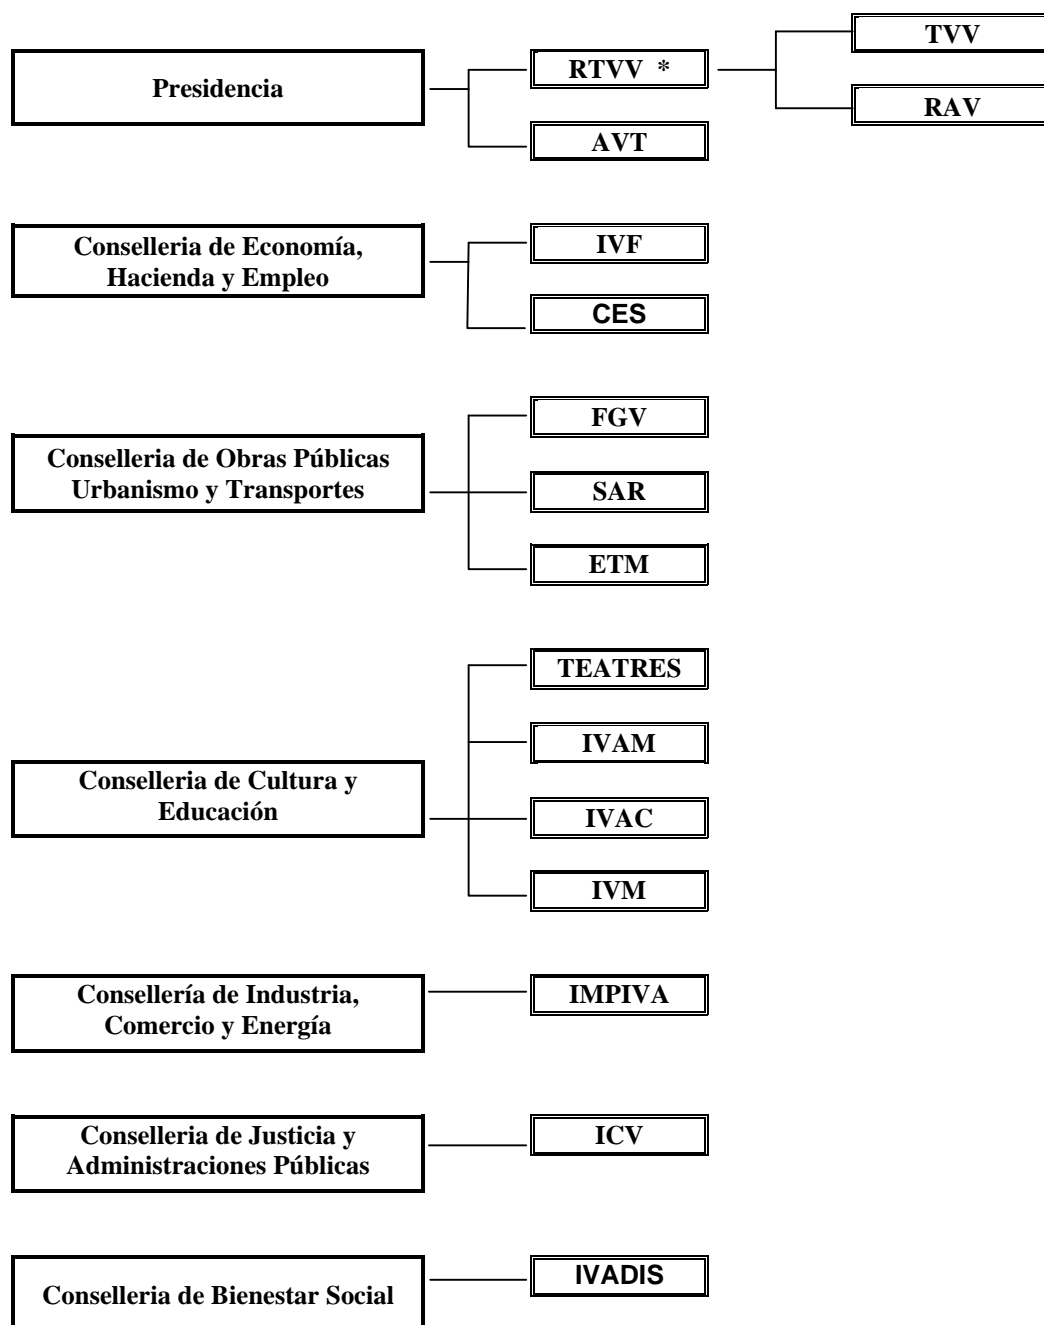 Presidencia
RTVV *
TVV
RAV
AVT
Conselleria de Economía,
Hacienda y Empleo
IVF
CES
Conselleria de Obras Públicas
Urbanismo y Transportes
FGV
SAR
ETM
Conselleria de Cultura y
Educación
TEATRES
IVAM
IVAC
IVM
Consellería de Industria,
Comercio y Energía
IMPIVA
Conselleria de Justicia y
Administraciones Públicas
ICV
Conselleria de Bienestar Social
IVADIS